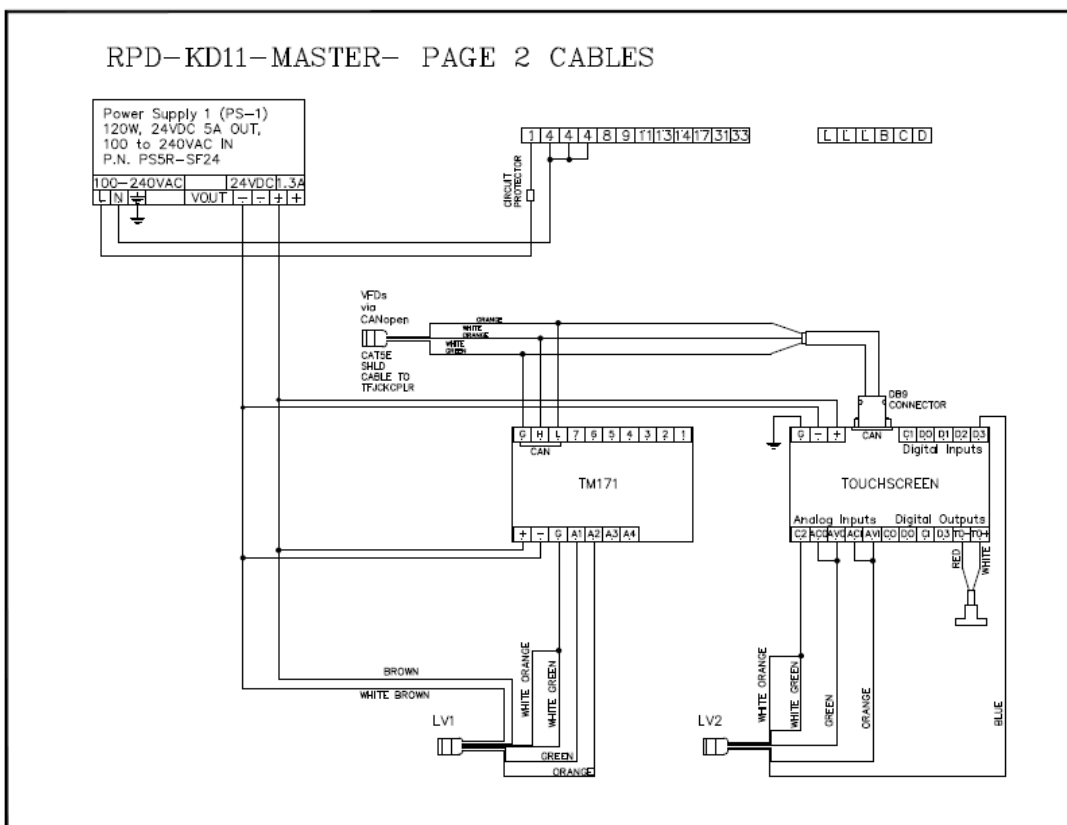 RPD-KD11-MASTER- PAGE 2 CABLES
Power Supply 1 (PS-1)
120W, 24VDC 5A OUT,
100 to 240VAC IN
P.N. PS5R-SF24
100-240VAC 24VDC 1.3A
L N VOUT - - + +
1 4 4 4 8 9 11 13 14 17 31 33
L L L B C D
CIRCUIT
PROTECTOR
VFDs
via
CANopen
CAT5E
SHLD
CABLE TO
TFJCKCPLR
ORANGE
WHITE
ORANGE
WHITE
GREEN
DB9
CONNECTOR
G H L 7 6 5 4 3 2 1
CAN
TM171
+ - G A1 A2 A3 A4
G - + CAN C1 D0 D1 D2 D3
Digital Inputs
TOUCHSCREEN
Analog Inputs Digital Outputs
C2 AC0 AV0 AC1 AV1 C0 D0 C1 D3 T0- T0+
RED
WHITE
BROWN
WHITE BROWN
WHITE ORANGE
WHITE GREEN
LV1
GREEN
ORANGE
WHITE ORANGE
WHITE GREEN
GREEN
ORANGE
BLUE
LV2